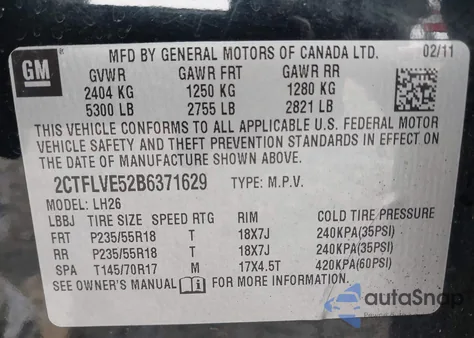 GM
MFD BY GENERAL MOTORS OF CANADA LTD. 02/11
GVWR GAWR FRT GAWR RR
2404 KG 1250 KG 1280 KG
5300 LB 2755 LB 2821 LB
THIS VEHICLE CONFORMS TO ALL APPLICABLE U.S. FEDERAL MOTOR
VEHICLE SAFETY AND THEFT PREVENTION STANDARDS IN EFFECT ON
THE DATE OF MANUFACTURE SHOWN ABOVE.
2CTFLVE52B6371629 TYPE: M.P.V.
MODEL: LH26
LBBJ TIRE SIZE SPEED RTG RIM COLD TIRE PRESSURE
FRT P235/55R18 T 18X7J 240KPA(35PSI)
RR P235/55R18 T 18X7J 240KPA(35PSI)
SPA T145/70R17 M 17X4.5T 420KPA(60PSI)
SEE OWNER'S MANUAL FOR MORE INFORMATION
autaSnap